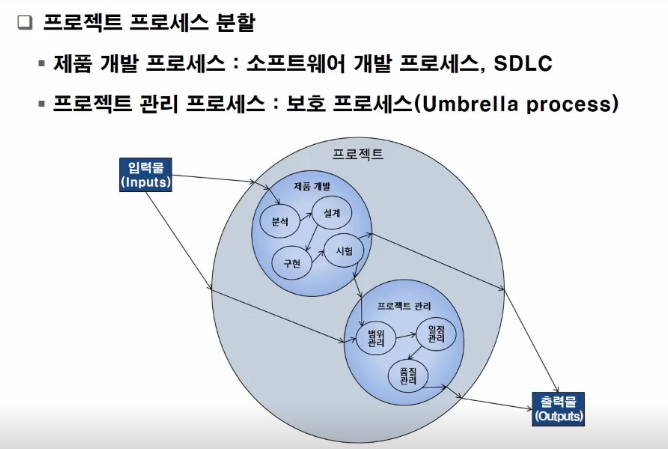 ❑ 프로젝트 프로세스 분할
▪ 제품 개발 프로세스 : 소프트웨어 개발 프로세스, SDLC
▪ 프로젝트 관리 프로세스 : 보호 프로세스(Umbrella process)
프로젝트
입력물
(Inputs)
제품 개발
분석
설계
구현
시험
프로젝트 관리
범위
관리
일정
관리
품질
관리
출력물
(Outputs)